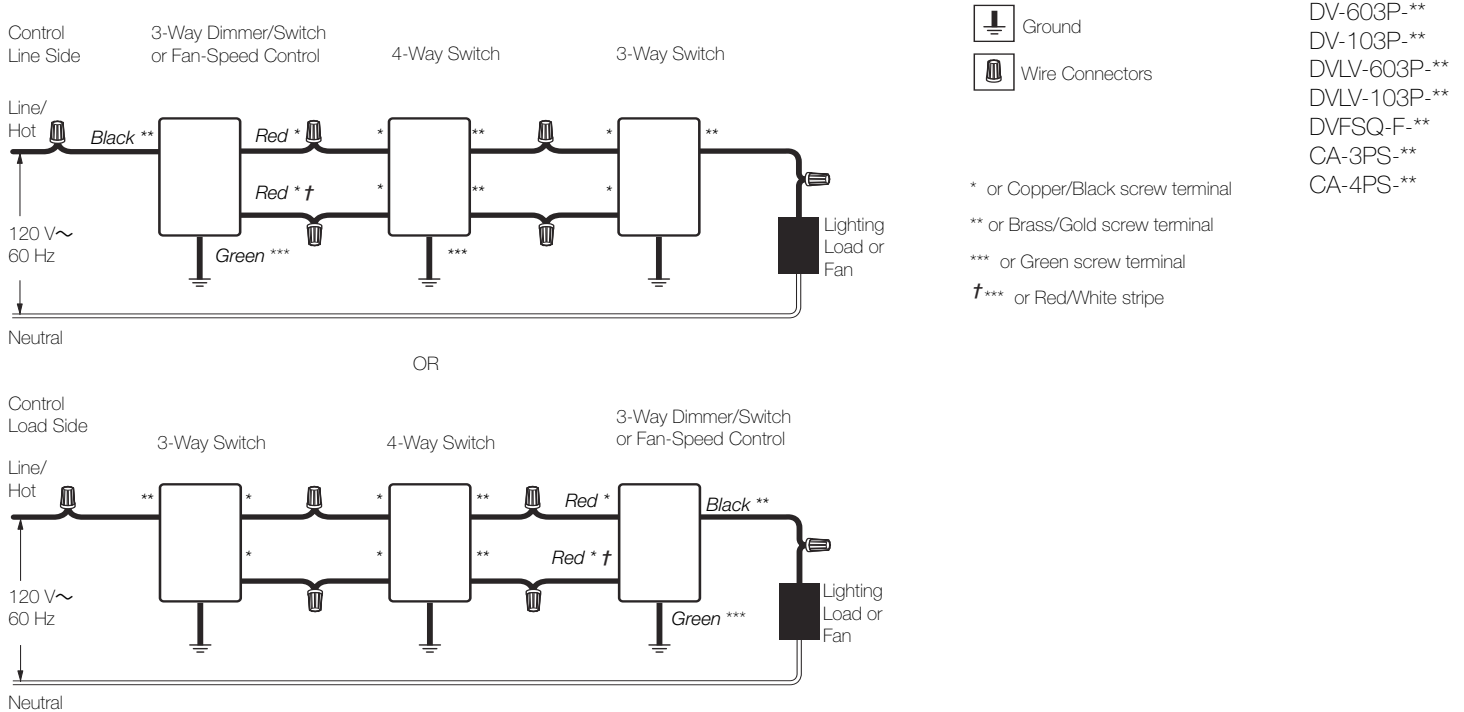 Control
Line Side
3-Way Dimmer/Switch
or Fan-Speed Control
4-Way Switch
3-Way Switch
Line/
Hot
Black **
Red *
*
**
*
**
Red * †
*
**
*
120 V~
60 Hz
Green ***
***
Lighting
Load or
Fan
Neutral
OR
Control
Load Side
3-Way Switch
4-Way Switch
3-Way Dimmer/Switch
or Fan-Speed Control
Line/
Hot
**
*
*
**
Red *
Black **
*
*
**
Red * †
120 V~
60 Hz
Green ***
Lighting
Load or
Fan
Neutral
Ground
Wire Connectors
* or Copper/Black screw terminal
** or Brass/Gold screw terminal
*** or Green screw terminal
†*** or Red/White stripe
DV-603P-**
DV-103P-**
DVLV-603P-**
DVLV-103P-**
DVFSQ-F-**
CA-3PS-**
CA-4PS-**